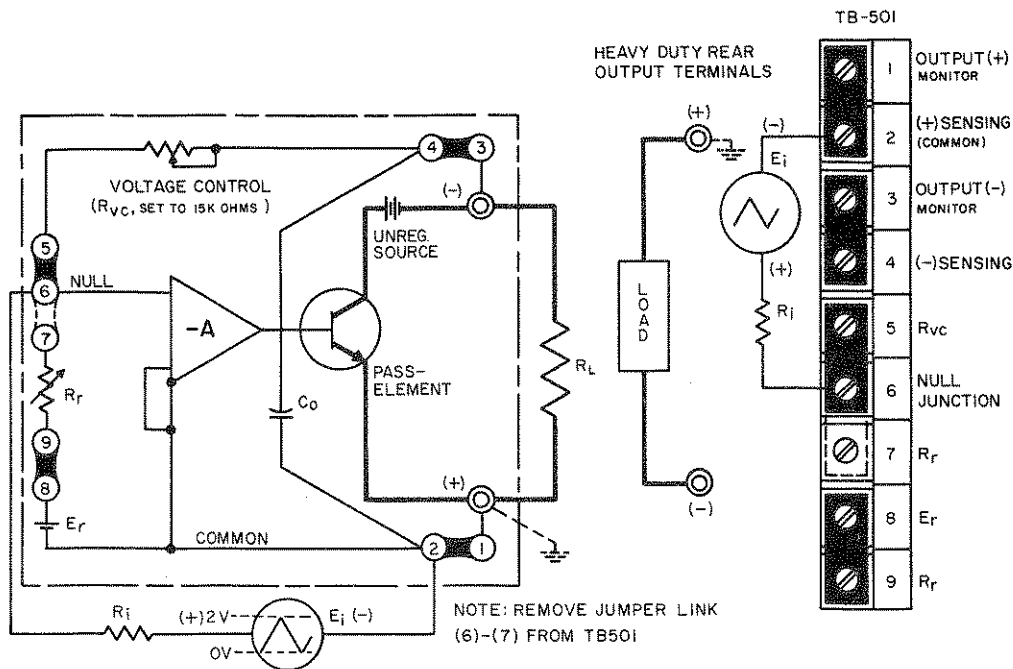 TB-501
HEAVY DUTY REAR
OUTPUT TERMINALS
1 OUTPUT (+)
MONITOR
2 (+) SENSING
(COMMON)
3 OUTPUT (-)
MONITOR
4 (-) SENSING
5 Rvc
6 NULL
JUNCTION
7 Rr
8 Er
9 Rr
(+)
(-)
Ei
(+)
Ri
LOAD
(-)
4 3
VOLTAGE CONTROL
(RVC, SET TO 15K OHMS)
(-)
UNREG.
SOURCE
5
6 NULL
7
-A
PASS-
ELEMENT
RL
Rr
Co
9
8
(+)
Er
COMMON
2 1
Ri
(+)2V
Ei (-)
0V
NOTE: REMOVE JUMPER LINK
(6)-(7) FROM TB501